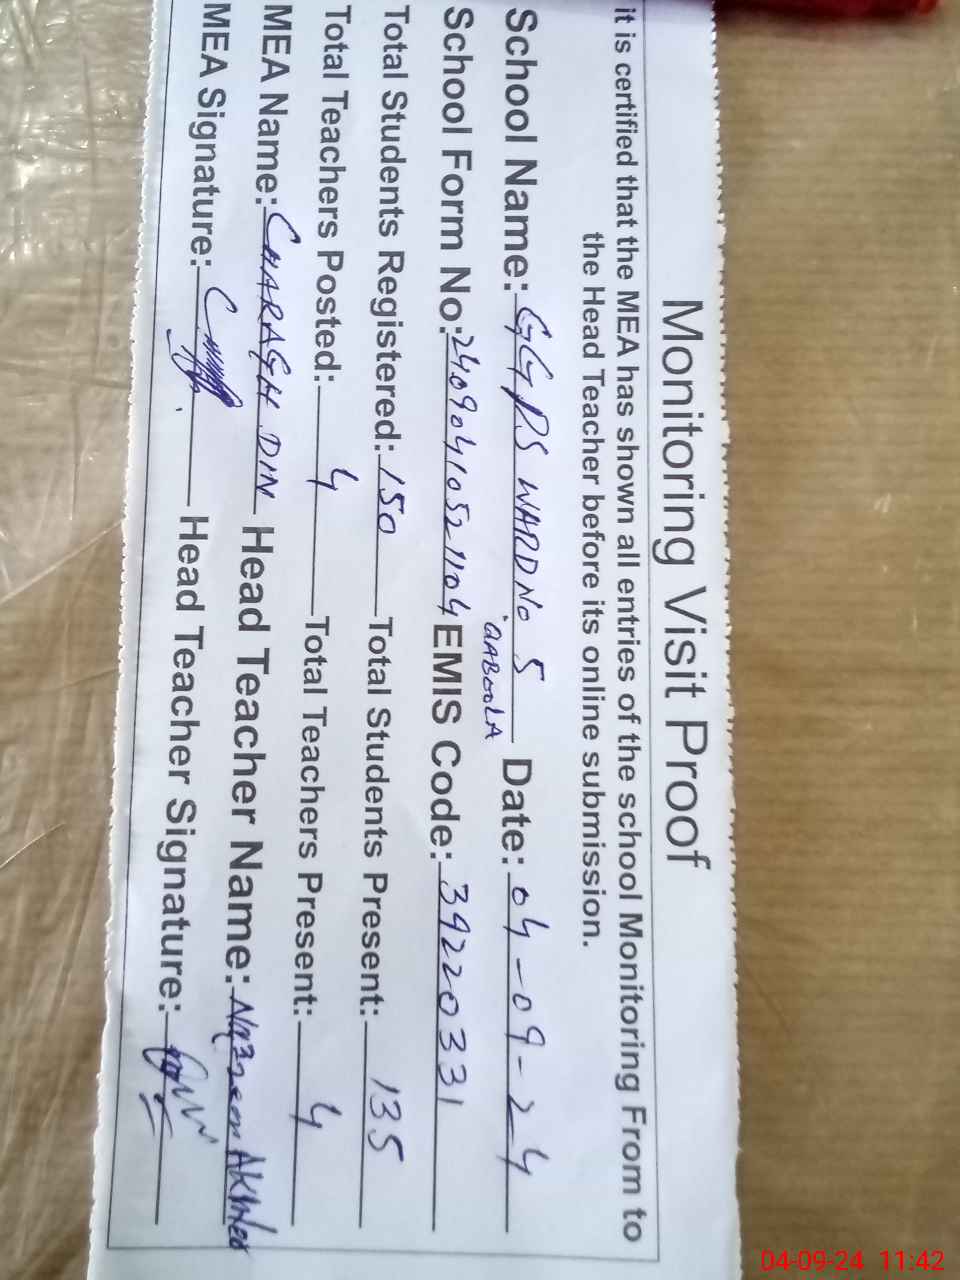 Monitoring Visit Proof
it is certified that the MEA has shown all entries of the school Monitoring From to
the Head Teacher before its online submission.
School Name: GGPS WARD NO 5 Date: 04-09-24
QABOOLA
School Form No: 24090410521104 EMIS Code: 39220331
Total Students Registered: 150 Total Students Present: 135
Total Teachers Posted: 4 Total Teachers Present: 4
MEA Name: CHARAGH DIN Head Teacher Name:
MEA Signature: Head Teacher Signature:
04-09-24 11:42